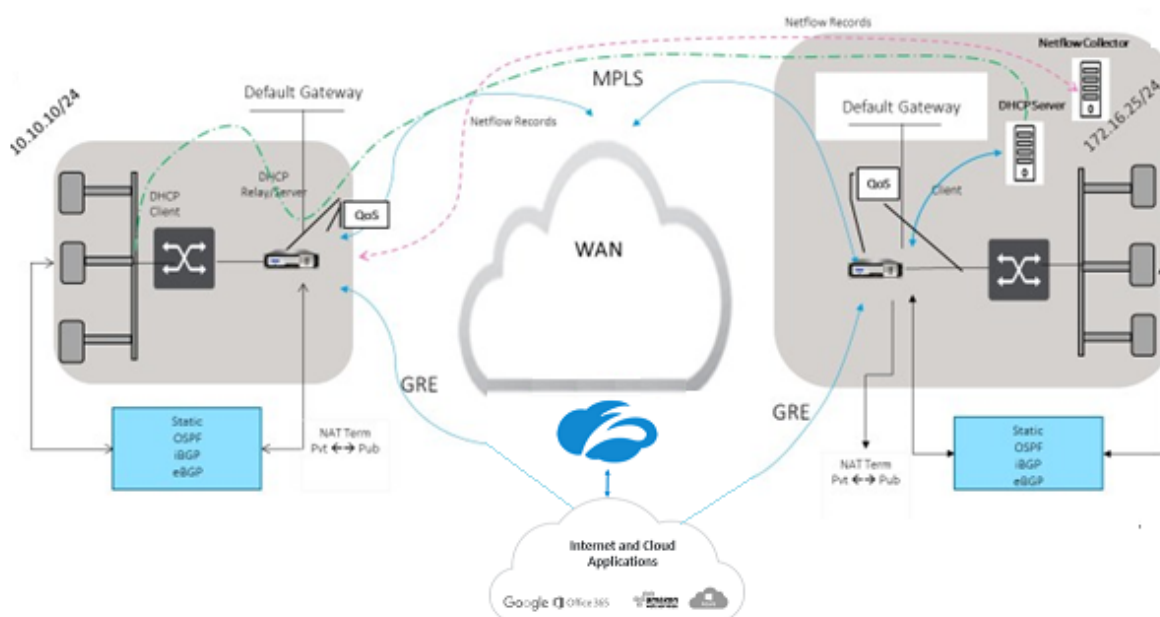 Netflow Records
Netflow Collector
MPLS
Default Gateway
Default Gateway
DHCP Server
10.10.10/24
172.16.25/24
Netflow Records
DHCP
Relay/Server
DHCP
Client
QoS
QoS
Client
WAN
GRE
GRE
Static
OSPF
iBGP
eBGP
NAT Term
Pvt ←→ Pub
NAT Term
Pvt ←→ Pub
Static
OSPF
iBGP
eBGP
Internet and Cloud
Applications
Google
Office 365
amazon